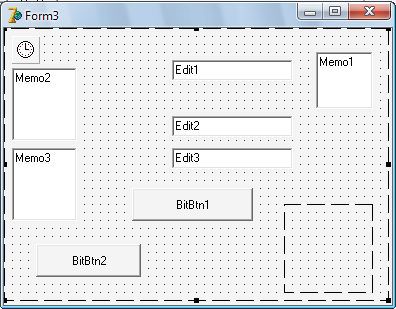 Form3
Memo2
Edit1
Memo1
Edit2
Memo3
Edit3
BitBtn1
BitBtn2